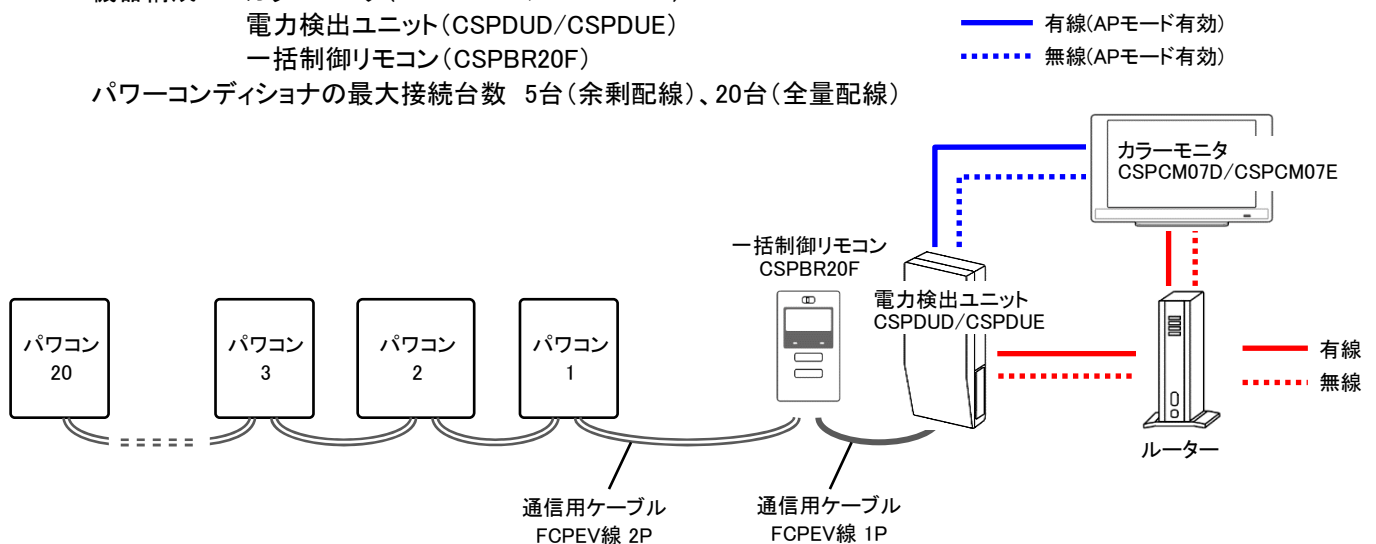 電力検出ユニット(CSPDUD/CSPDUE)
一括制御リモコン(CSPBR20F)
パワーコンディショナの最大接続台数 5台(余剰配線)、20台(全量配線)
有線(APモード有効)
無線(APモード有効)
カラーモニタ
CSPCM07D/CSPCM07E
一括制御リモコン
CSPBR20F
電力検出ユニット
CSPDUD/CSPDUE
パワコン
20
パワコン
3
パワコン
2
パワコン
1
有線
無線
ルーター
通信用ケーブル
FCPEV線 2P
通信用ケーブル
FCPEV線 1P